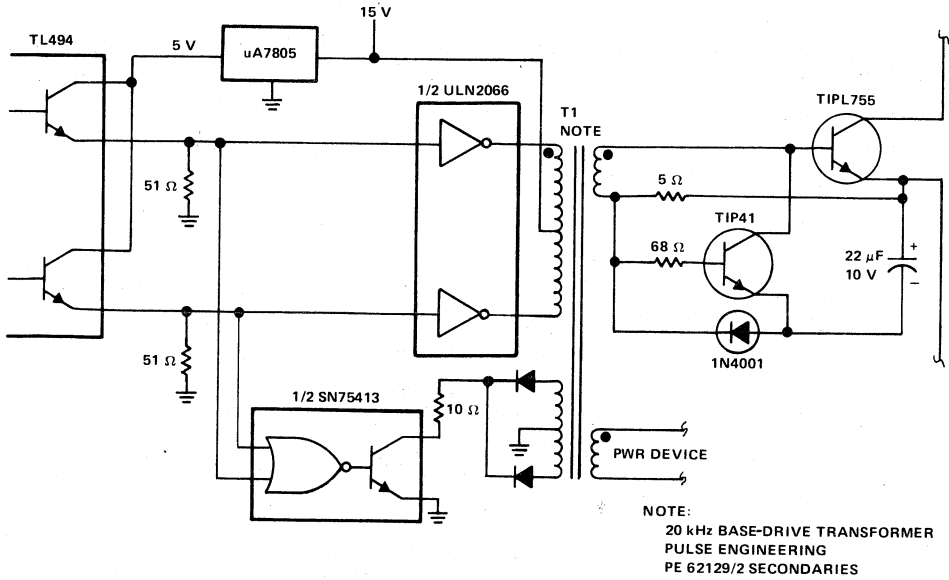 15 V
TL494
5 V
uA7805
1/2 ULN2066
TIPL755
T1
NOTE
51 Ω
5 Ω
TIP41
68 Ω
22 μF
10 V
+
−
1N4001
51 Ω
1/2 SN75413
10 Ω
PWR DEVICE
NOTE:
20 kHz BASE-DRIVE TRANSFORMER
PULSE ENGINEERING
PE 62129/2 SECONDARIES